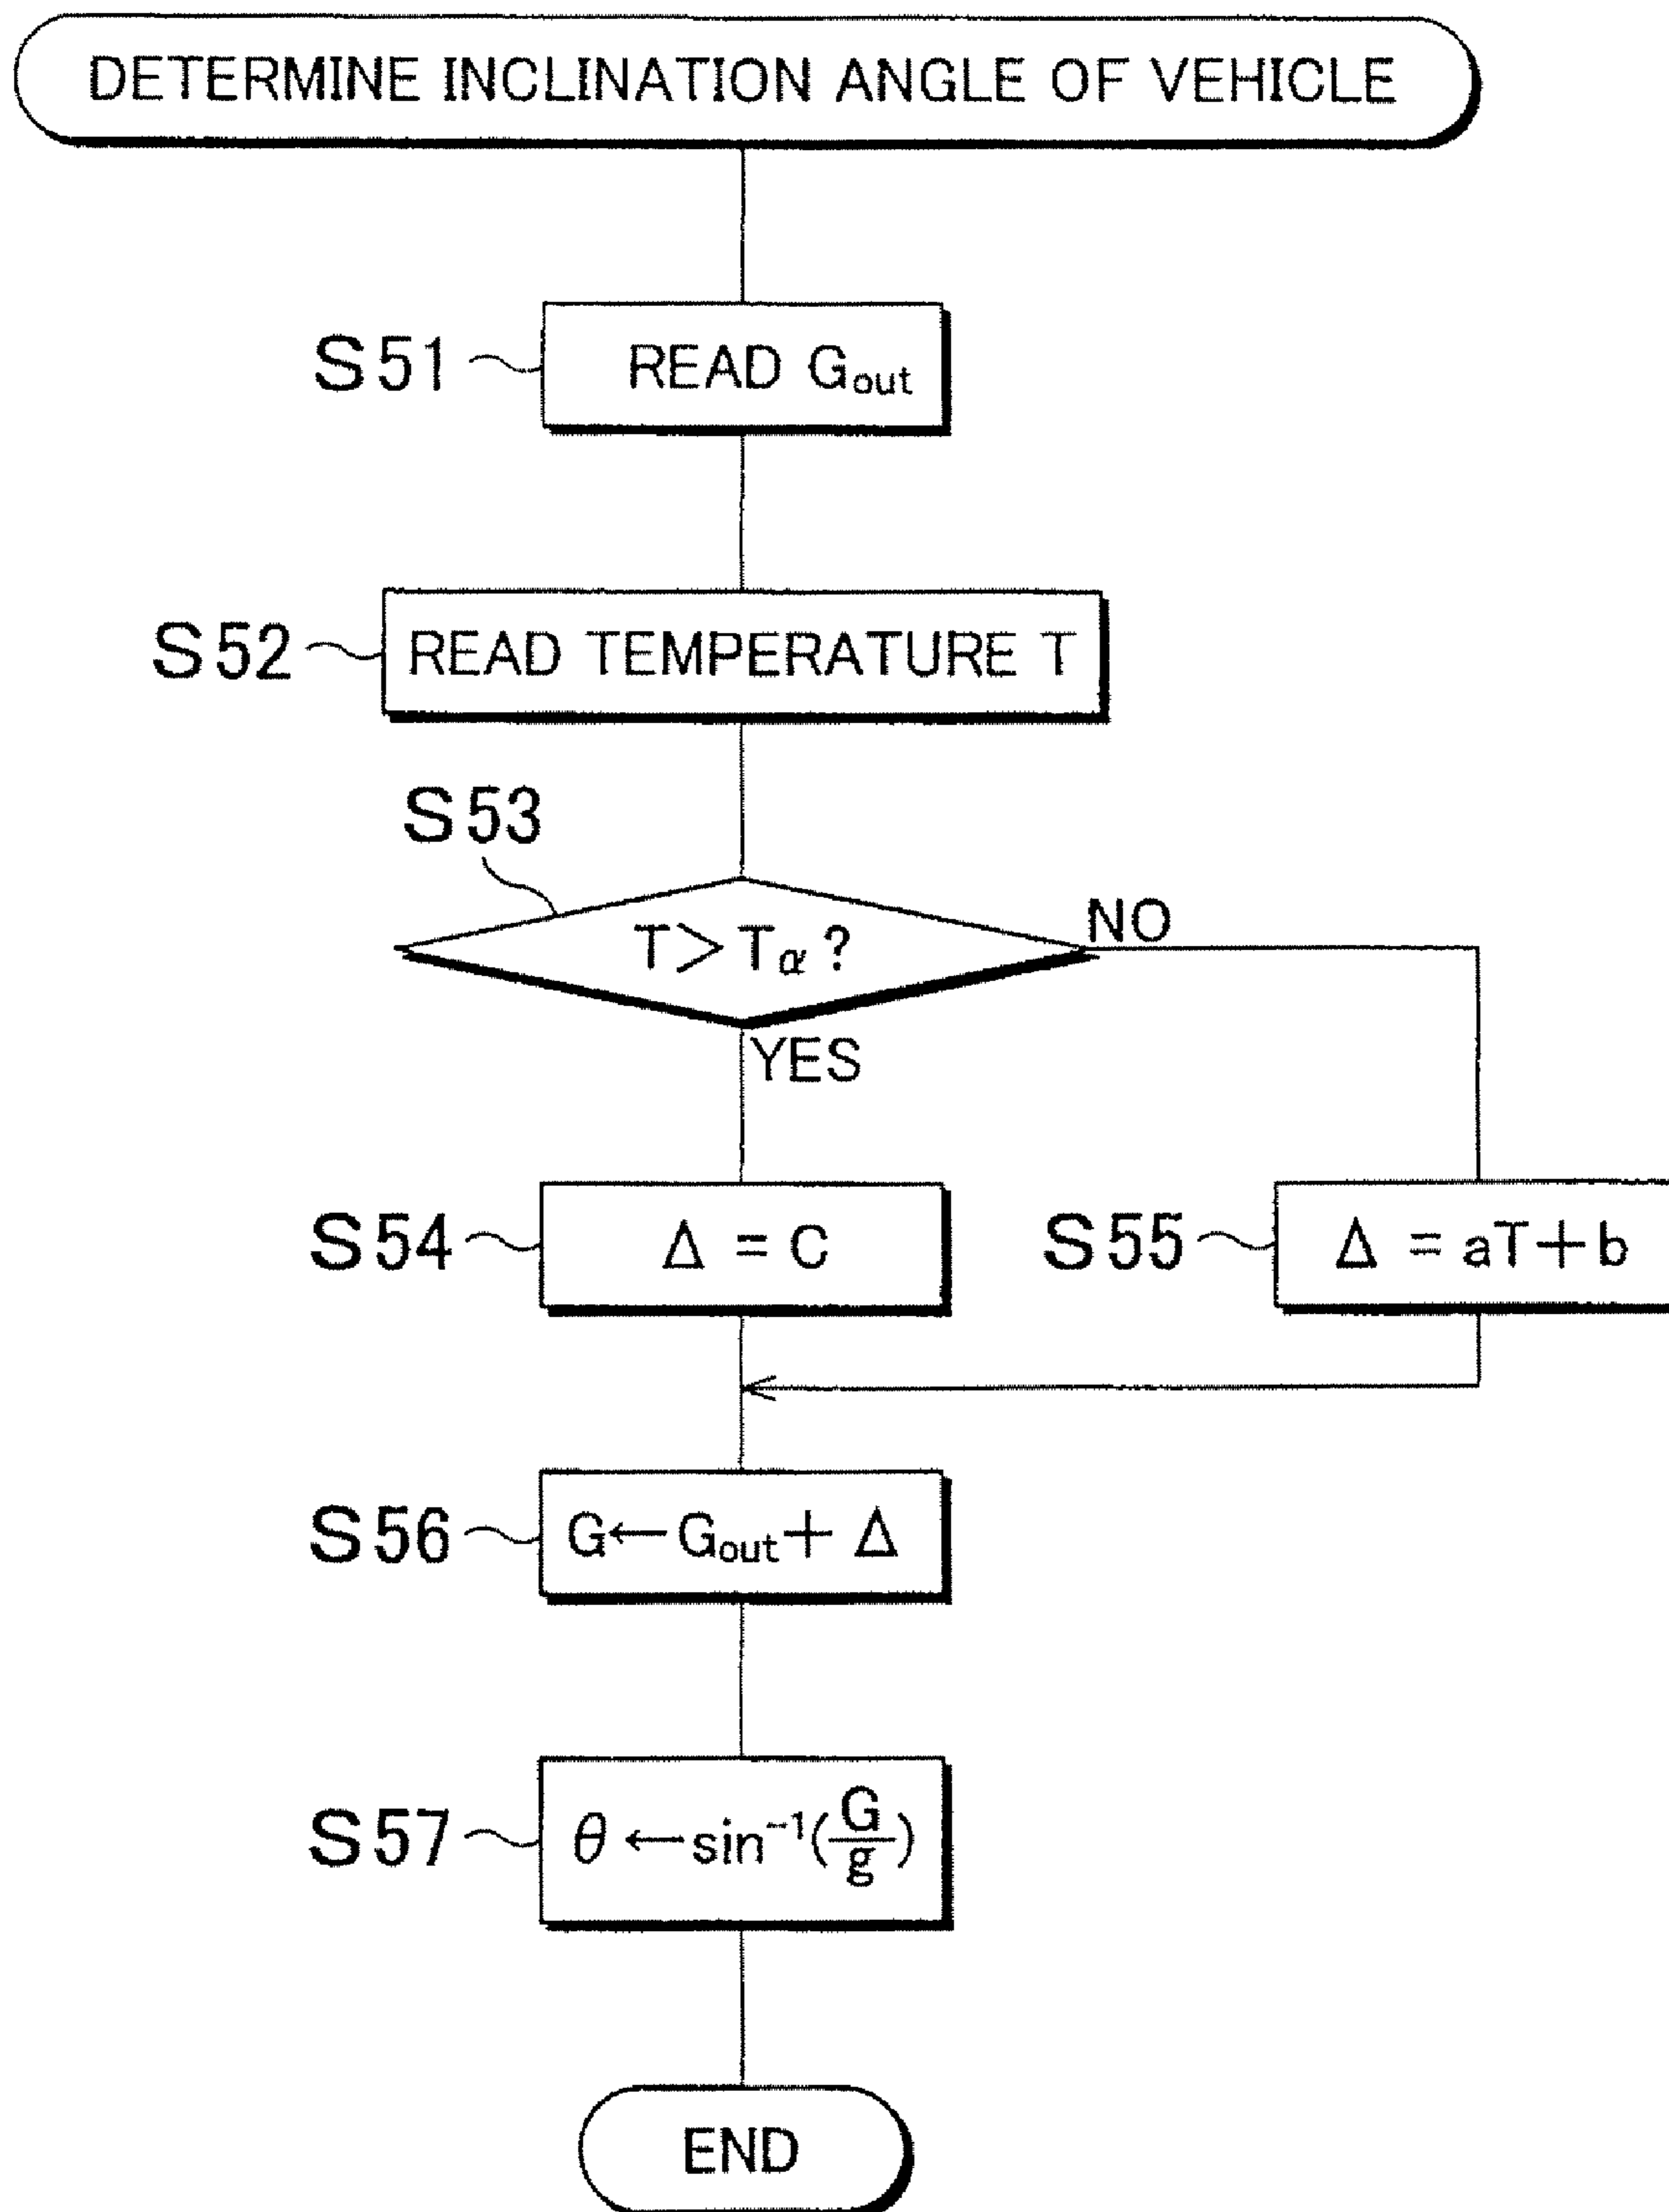 DETERMINE INCLINATION ANGLE OF VEHICLE
S51
READ Gout
S52
READ TEMPERATURE T
S53
T>Tα?
NO
YES
S54
Δ = C
S55
Δ = aT+b
S56
G←Gout+ Δ
S57
θ ←sin⁻¹(G/g)
END